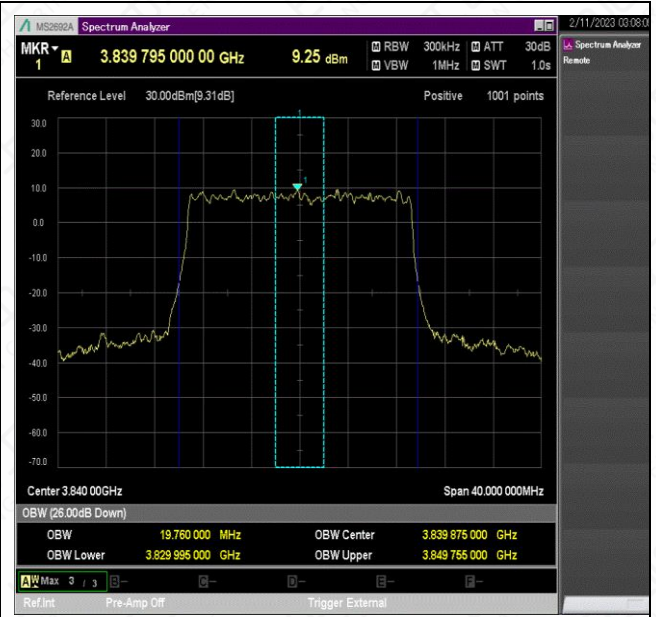 MS2692A Spectrum Analyzer
2/11/2023 03:08:0
MKR 1 A 3.839 795 000 00 GHz 9.25 dBm
M RBW 300kHz M ATT 30dB
M VBW 1MHz M SWT 1.0s
Spectrum Analyzer
Remote
Reference Level 30.00dBm[9.31dB] Positive 1001 points
1
30.0
20.0
10.0
1
0.0
-10.0
-20.0
-30.0
-40.0
-50.0
-60.0
-70.0
Center 3.840 00GHz Span 40.000 000MHz
OBW (26.00dB Down)
OBW 19.760 000 MHz OBW Center 3.839 875 000 GHz
OBW Lower 3.829 995 000 GHz OBW Upper 3.849 755 000 GHz
A W Max 3 / 3 B- C- D- E- F-
Ref.Int Pre-Amp Off Trigger External